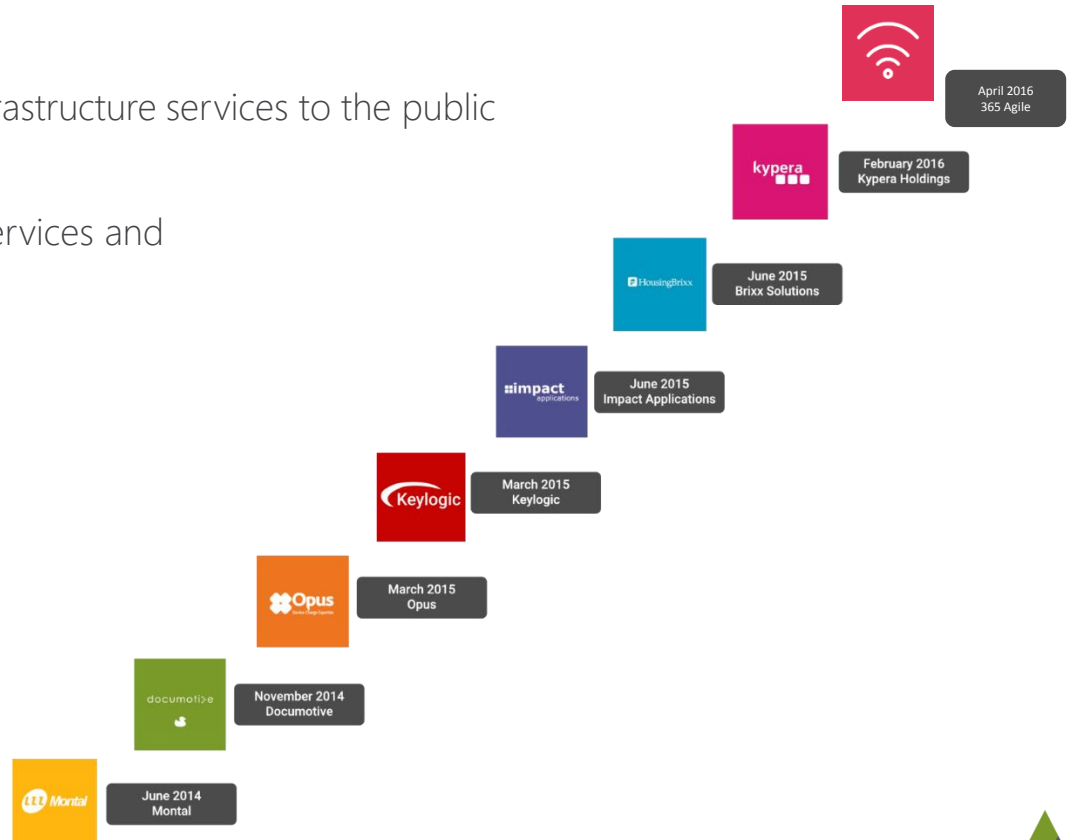 rastructure services to the public
ervices and
April 2016
365 Agile
kypera
February 2016
Kypera Holdings
HousingBrixx
June 2015
Brixx Solutions
impact
applications
June 2015
Impact Applications
Keylogic
March 2015
Keylogic
Opus
March 2015
Opus
documotive
November 2014
Documotive
Montal
June 2014
Montal